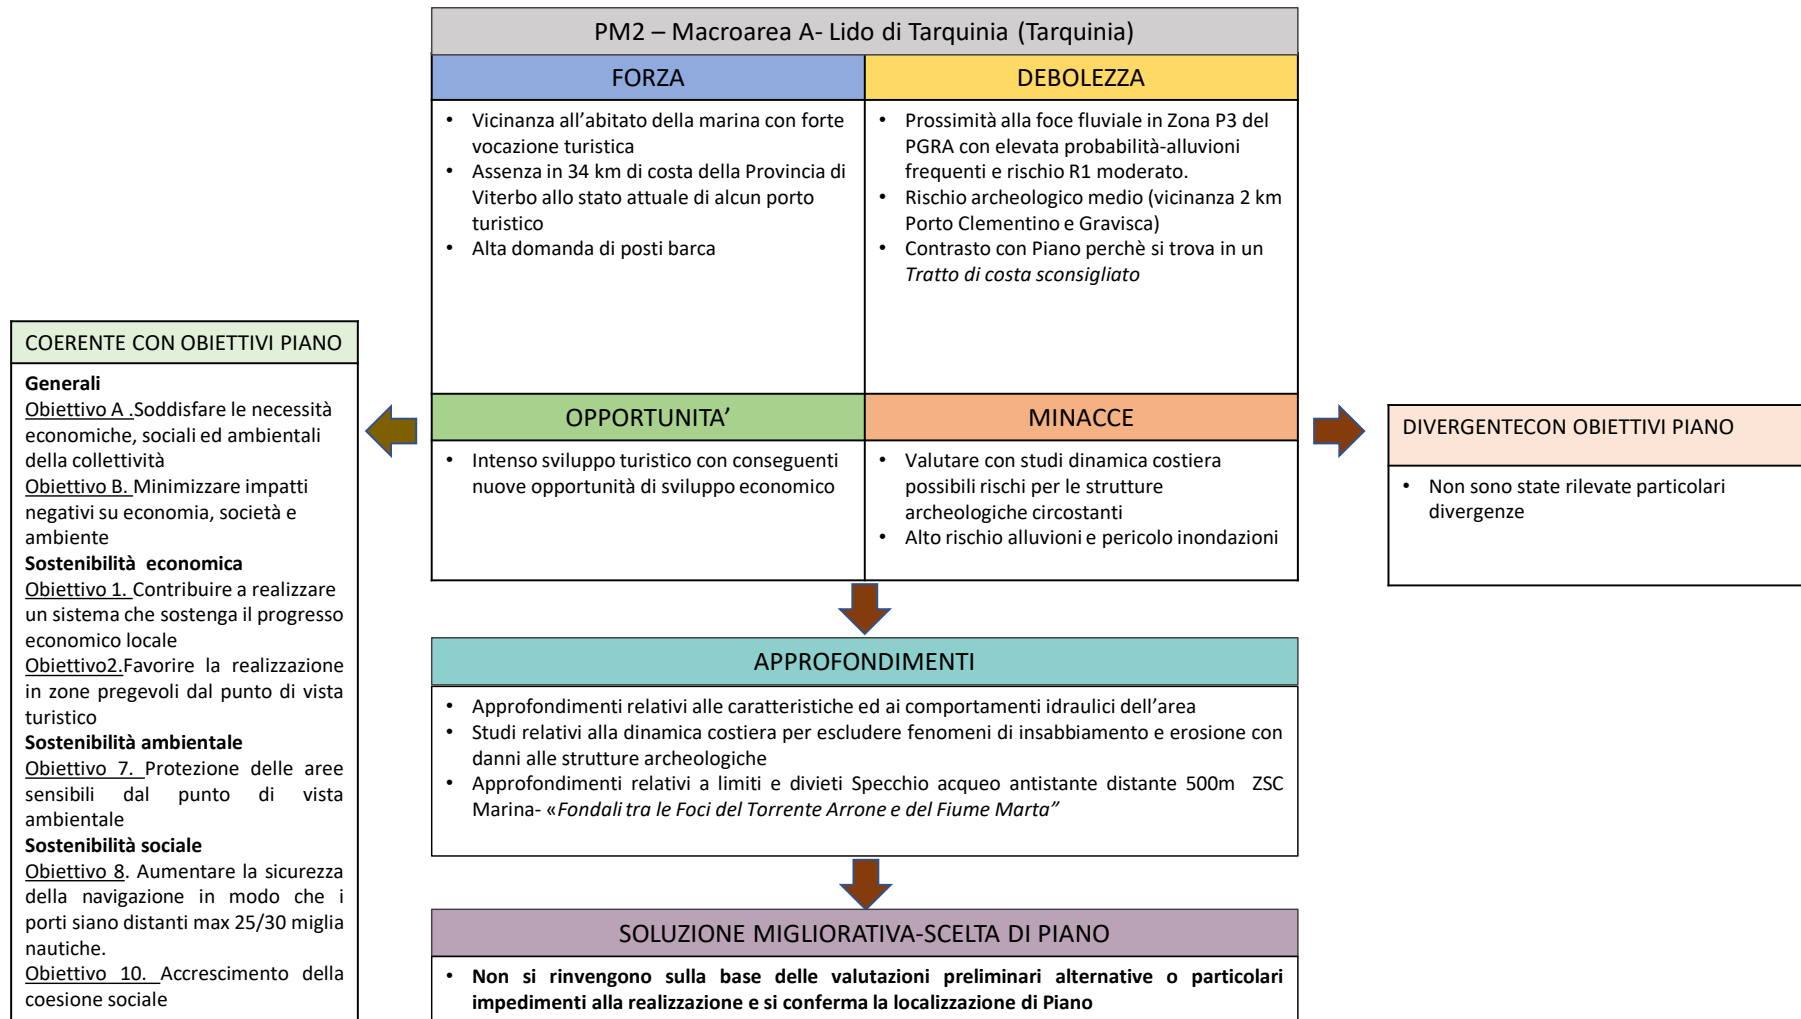 PM2 – Macroarea A- Lido di Tarquinia (Tarquinia)
FORZA
• Vicinanza all’abitato della marina con forte
vocazione turistica
• Assenza in 34 km di costa della Provincia di
Viterbo allo stato attuale di alcun porto
turistico
• Alta domanda di posti barca
DEBOLEZZA
• Prossimità alla foce fluviale in Zona P3 del
PGRA con elevata probabilità-alluvioni
frequenti e rischio R1 moderato.
• Rischio archeologico medio (vicinanza 2 km
Porto Clementino e Gravisca)
• Contrasto con Piano perchè si trova in un
Tratto di costa sconsigliato
OPPORTUNITA’
• Intenso sviluppo turistico con conseguenti
nuove opportunità di sviluppo economico
MINACCE
• Valutare con studi dinamica costiera
possibili rischi per le strutture
archeologiche circostanti
• Alto rischio alluvioni e pericolo inondazioni
COERENTE CON OBIETTIVI PIANO
Generali
Obiettivo A .Soddisfare le necessità
economiche, sociali ed ambientali
della collettività
Obiettivo B. Minimizzare impatti
negativi su economia, società e
ambiente
Sostenibilità economica
Obiettivo 1. Contribuire a realizzare
un sistema che sostenga il progresso
economico locale
Obiettivo2.Favorire la realizzazione
in zone pregevoli dal punto di vista
turistico
Sostenibilità ambientale
Obiettivo 7. Protezione delle aree
sensibili dal punto di vista
ambientale
Sostenibilità sociale
Obiettivo 8. Aumentare la sicurezza
della navigazione in modo che i
porti siano distanti max 25/30 miglia
nautiche.
Obiettivo 10. Accrescimento della
coesione sociale
DIVERGENTECON OBIETTIVI PIANO
• Non sono state rilevate particolari
divergenze
APPROFONDIMENTI
• Approfondimenti relativi alle caratteristiche ed ai comportamenti idraulici dell’area
• Studi relativi alla dinamica costiera per escludere fenomeni di insabbiamento e erosione con
danni alle strutture archeologiche
• Approfondimenti relativi a limiti e divieti Specchio acqueo antistante distante 500m ZSC
Marina- «Fondali tra le Foci del Torrente Arrone e del Fiume Marta”
SOLUZIONE MIGLIORATIVA-SCELTA DI PIANO
• Non si rinvengono sulla base delle valutazioni preliminari alternative o particolari
impedimenti alla realizzazione e si conferma la localizzazione di Piano